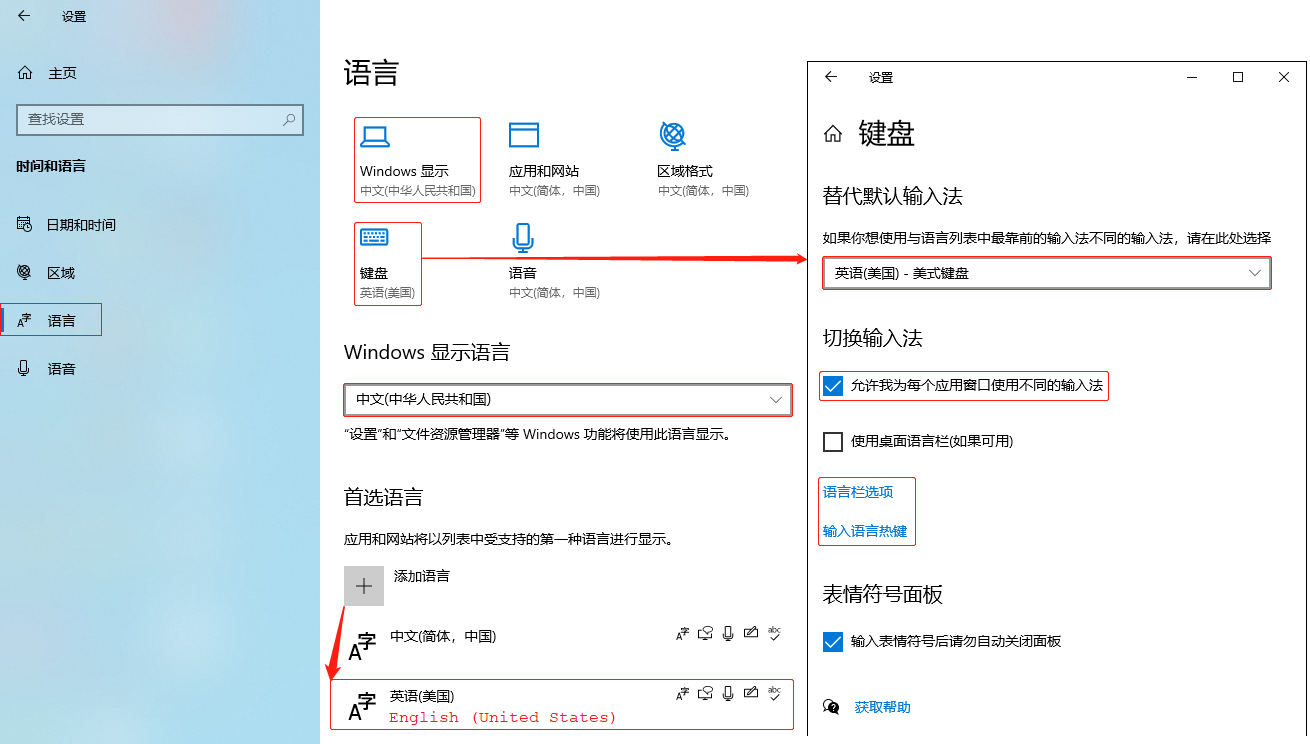 设置
主页
查找设置
时间和语言
日期和时间
区域
语言
语音
语言
Windows 显示
中文(中华人民共和国)
应用和网站
中文(简体，中国)
区域格式
中文(简体，中国)
键盘
英语(美国)
语音
中文(简体，中国)
Windows 显示语言
中文(中华人民共和国)
“设置”和“文件资源管理器”等 Windows 功能将使用此语言显示。
首选语言
应用和网站将以列表中受支持的第一种语言进行显示。
添加语言
中文(简体，中国)
英语(美国)
English (United States)
设置
键盘
替代默认输入法
如果你想使用与语言列表中最靠前的输入法不同的输入法，请在此处选择
英语(美国) - 美式键盘
切换输入法
允许我为每个应用窗口使用不同的输入法
使用桌面语言栏(如果可用)
语言栏选项
输入语言热键
表情符号面板
输入表情符号后请勿自动关闭面板
获取帮助